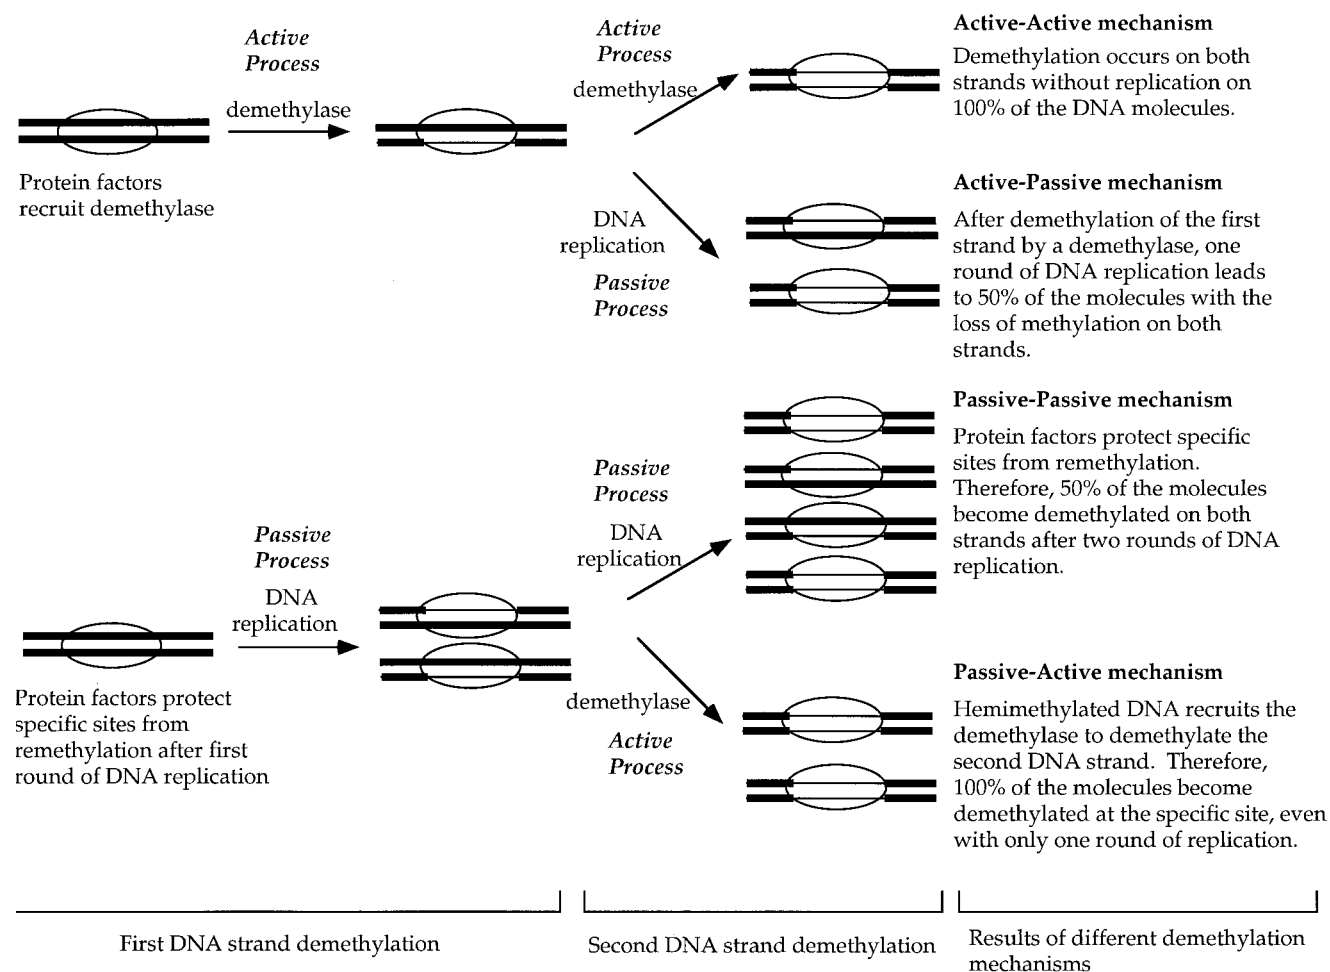 Active
Process
demethylase
Protein factors
recruit demethylase
Active
Process
demethylase
DNA
replication
Passive
Process
Active-Active mechanism
Demethylation occurs on both
strands without replication on
100% of the DNA molecules.
Active-Passive mechanism
After demethylation of the first
strand by a demethylase, one
round of DNA replication leads
to 50% of the molecules with the
loss of methylation on both
strands.
Passive
Process
DNA
replication
Protein factors protect
specific sites from
remethylation after first
round of DNA replication
Passive
Process
DNA
replication
demethylase
Active
Process
Passive-Passive mechanism
Protein factors protect specific
sites from remethylation.
Therefore, 50% of the molecules
become demethylated on both
strands after two rounds of DNA
replication.
Passive-Active mechanism
Hemimethylated DNA recruits the
demethylase to demethylate the
second DNA strand. Therefore,
100% of the molecules become
demethylated at the specific site, even
with only one round of replication.
First DNA strand demethylation
Second DNA strand demethylation
Results of different demethylation
mechanisms